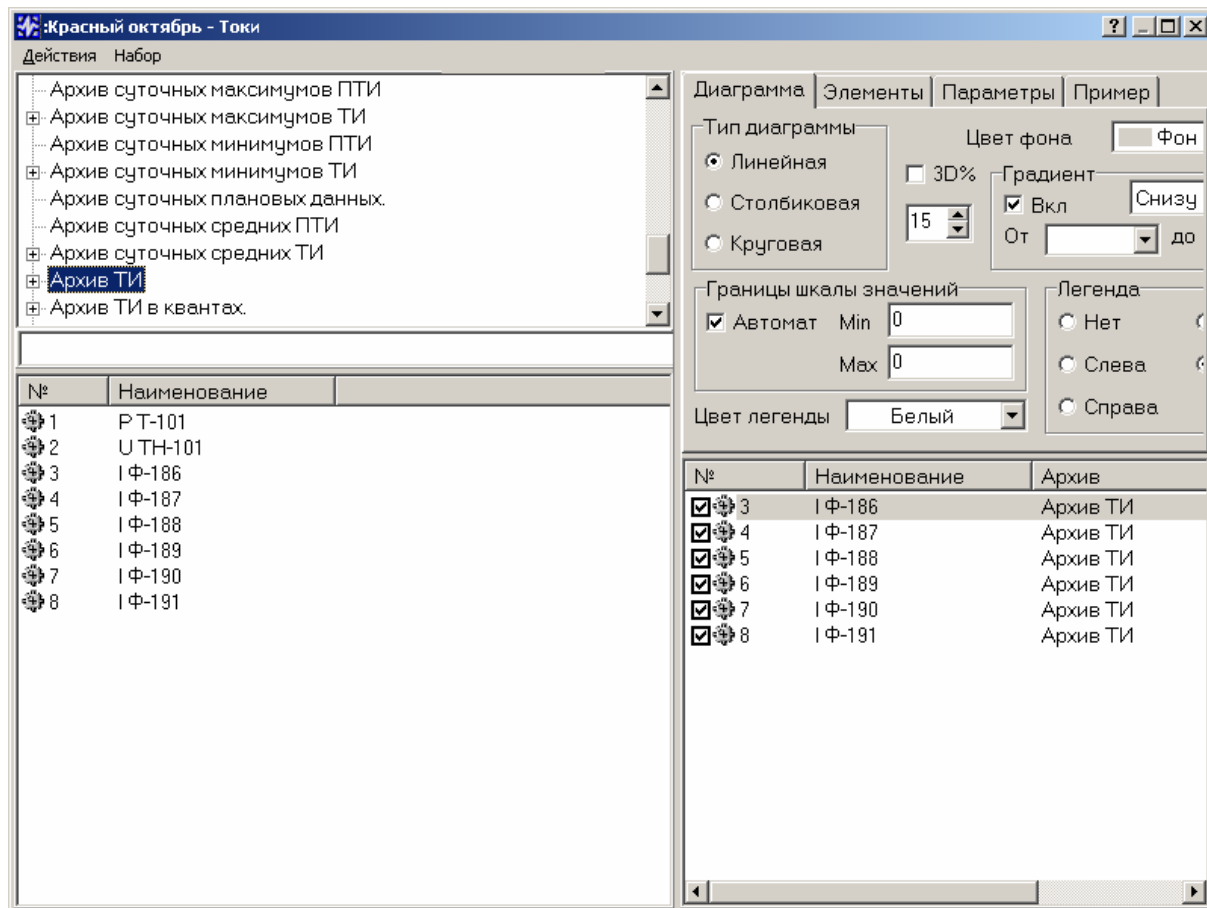 :Красный октябрь - Токи
Действия Набор
Архив суточных максимумов ПТИ
Архив суточных максимумов ТИ
Архив суточных минимумов ПТИ
Архив суточных минимумов ТИ
Архив суточных плановых данных.
Архив суточных средних ПТИ
Архив суточных средних ТИ
Архив ТИ
Архив ТИ в квантах.
№ Наименование
1 P T-101
2 U TH-101
3 I Ф-186
4 I Ф-187
5 I Ф-188
6 I Ф-189
7 I Ф-190
8 I Ф-191
Диаграмма Элементы Параметры Пример
Тип диаграммы
Линейная
Столбиковая
Круговая
Цвет фона Фон
3D%
15
Градиент
Вкл Снизу
От до
Границы шкалы значений
Автомат Min 0
Max 0
Цвет легенды Белый
Легенда
Нет
Слева
Справа
№ Наименование Архив
3 I Ф-186 Архив ТИ
4 I Ф-187 Архив ТИ
5 I Ф-188 Архив ТИ
6 I Ф-189 Архив ТИ
7 I Ф-190 Архив ТИ
8 I Ф-191 Архив ТИ